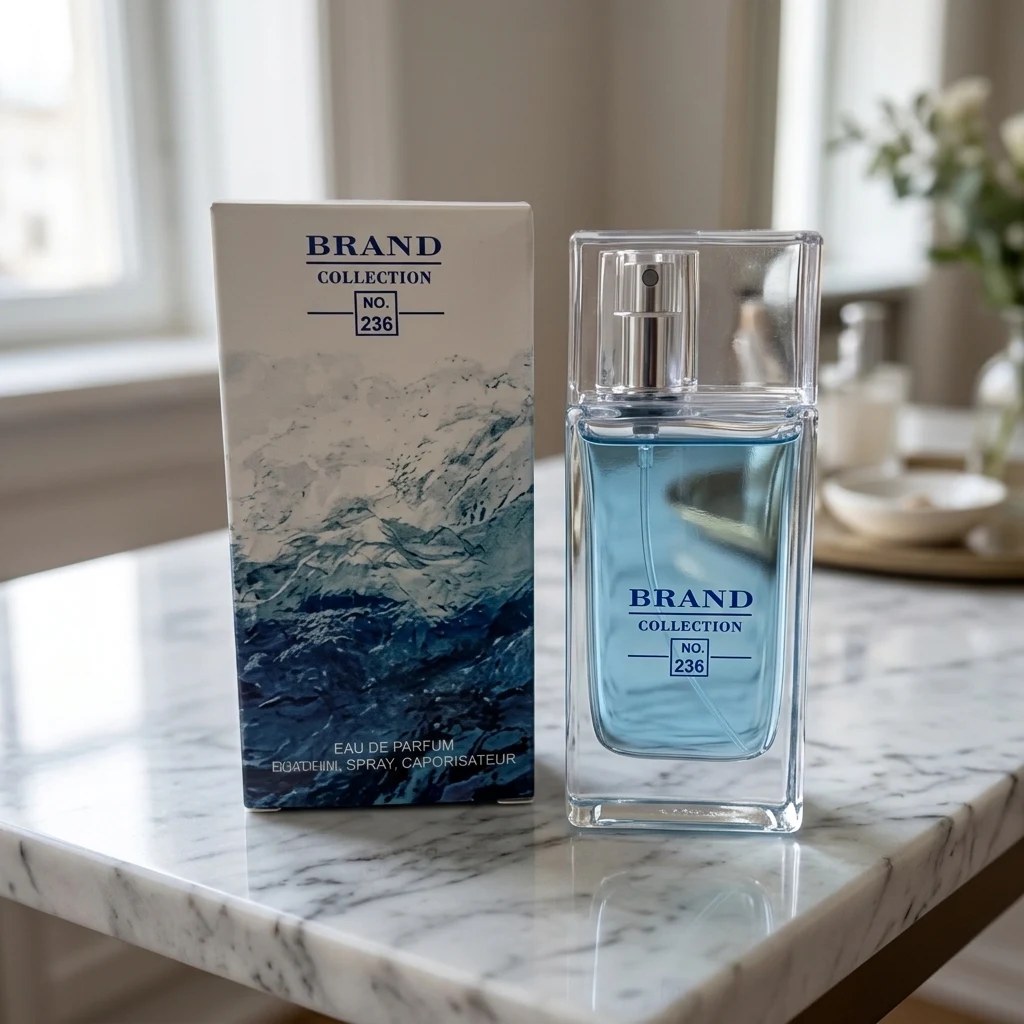 BRAND
COLLECTION
NO.
236
EAU DE PARFUM
SPRAY, CAPORISATEUR
BRAND
COLLECTION
NO.
236